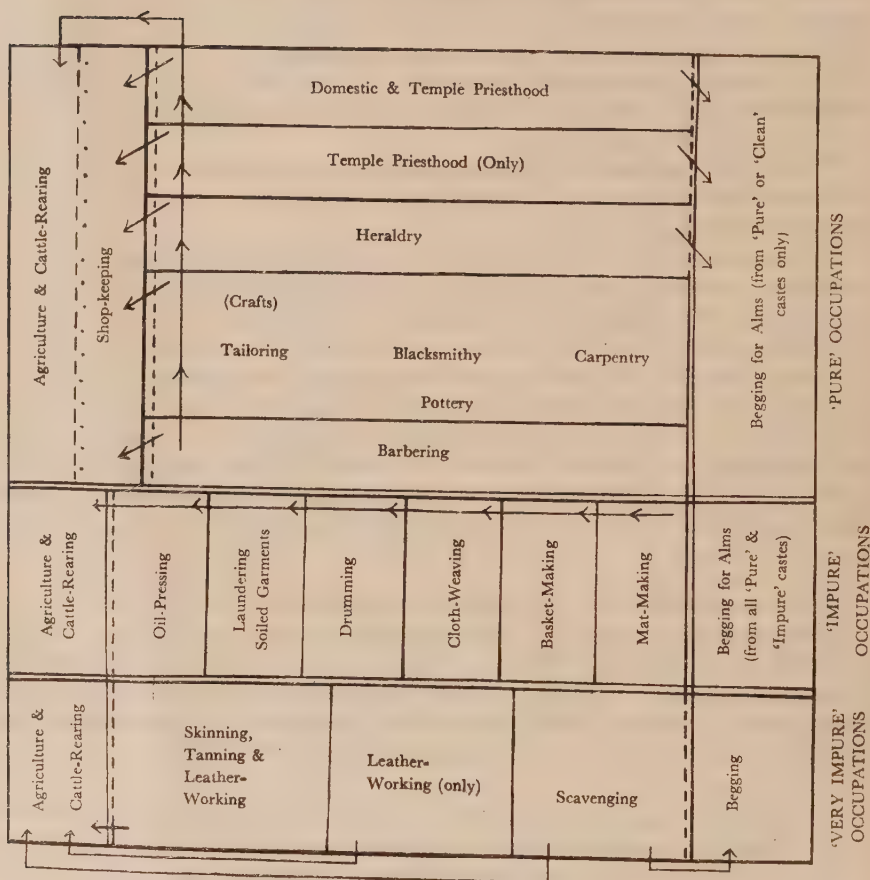 Agriculture & Cattle-Rearing
Shop-keeping
Domestic & Temple Priesthood
Temple Priesthood (Only)
Heraldry
(Crafts)
Tailoring
Blacksmithy
Carpentry
Pottery
Barbering
Begging for Alms (from 'Pure' or 'Clean'
castes only)
'PURE' OCCUPATIONS
Agriculture &
Cattle-Rearing
Oil-Pressing
Laundering
Soiled Garments
Drumming
Cloth-Weaving
Basket-Making
Mat-Making
Begging for Alms
(from all 'Pure' &
'Impure' castes)
'IMPURE'
OCCUPATIONS
Agriculture &
Cattle-Rearing
Skinning,
Tanning &
Leather-
Working
Leather-
Working (only)
Scavenging
Begging
'VERY IMPURE'
OCCUPATIONS